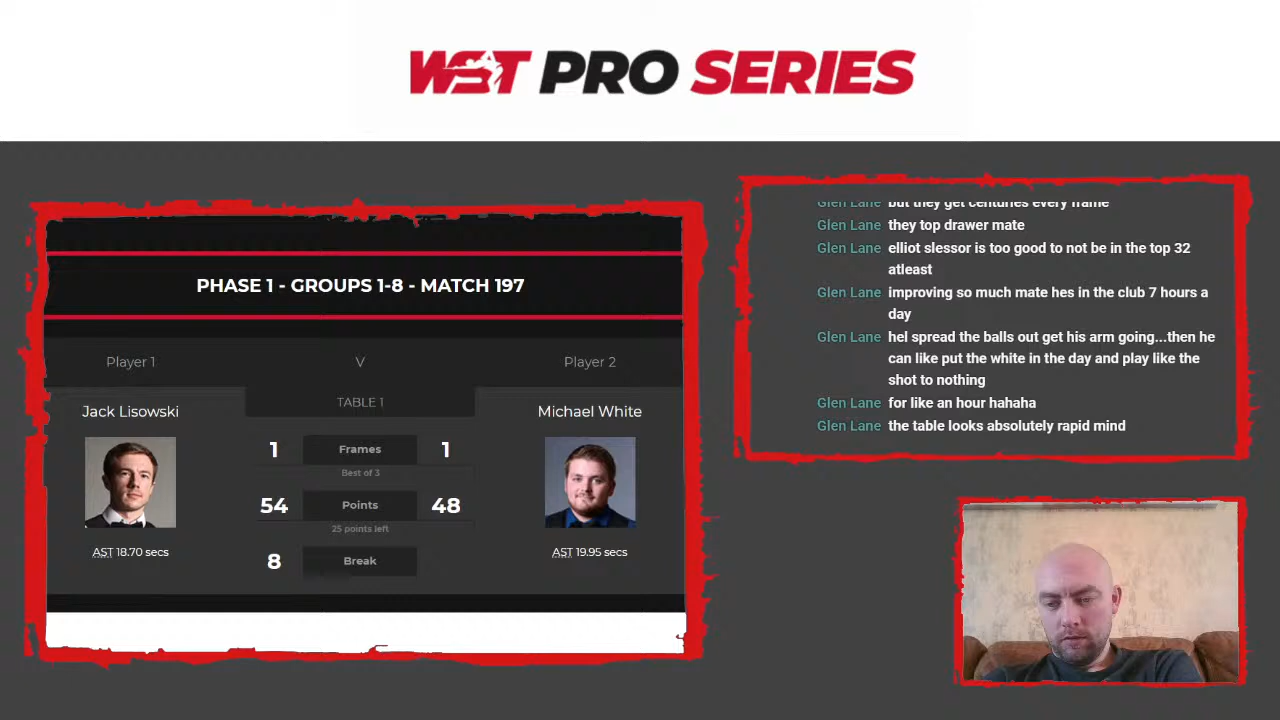 WST PRO SERIES
PHASE 1 - GROUPS 1-8 - MATCH 197
Player 1 V Player 2
TABLE 1
Jack Lisowski Michael White
1 Frames 1
Best of 3
54 Points 48
25 points left
AST 18.70 secs AST 19.95 secs
8 Break
Glen Lane but they get centuries every frame
Glen Lane they top drawer mate
Glen Lane elliot slessor is too good to not be in the top 32
atleast
Glen Lane improving so much mate hes in the club 7 hours a
day
Glen Lane hel spread the balls out get his arm going...then he
can like put the white in the day and play like the
shot to nothing
Glen Lane for like an hour hahaha
Glen Lane the table looks absolutely rapid mind